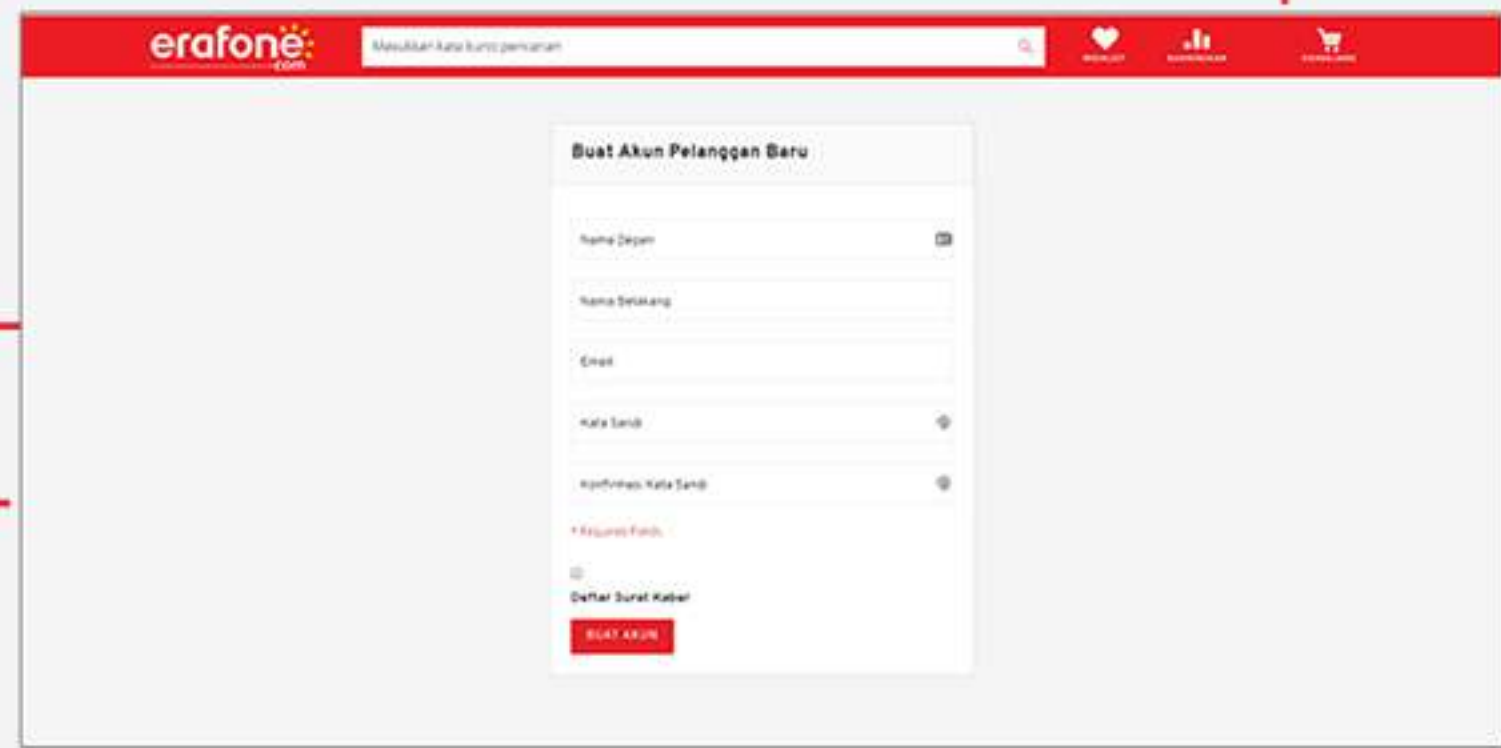 erafone
.com
Masukkan kata kunci pencarian
WISHLIST
Buat Akun Pelanggan Baru
Nama Depan
Nama Belakang
Email
Kata Sandi
Konfirmasi Kata Sandi
* Required Fields
Daftar Surat Kabar
BUAT AKUN